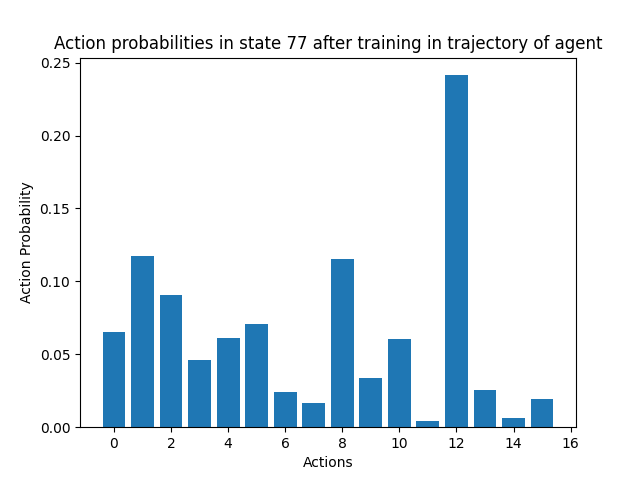 Action probabilities in state 77 after training in trajectory of agent
0.25
0.20
0.15
0.10
0.05
0.00
Action Probability
0 2 4 6 8 10 12 14 16
Actions